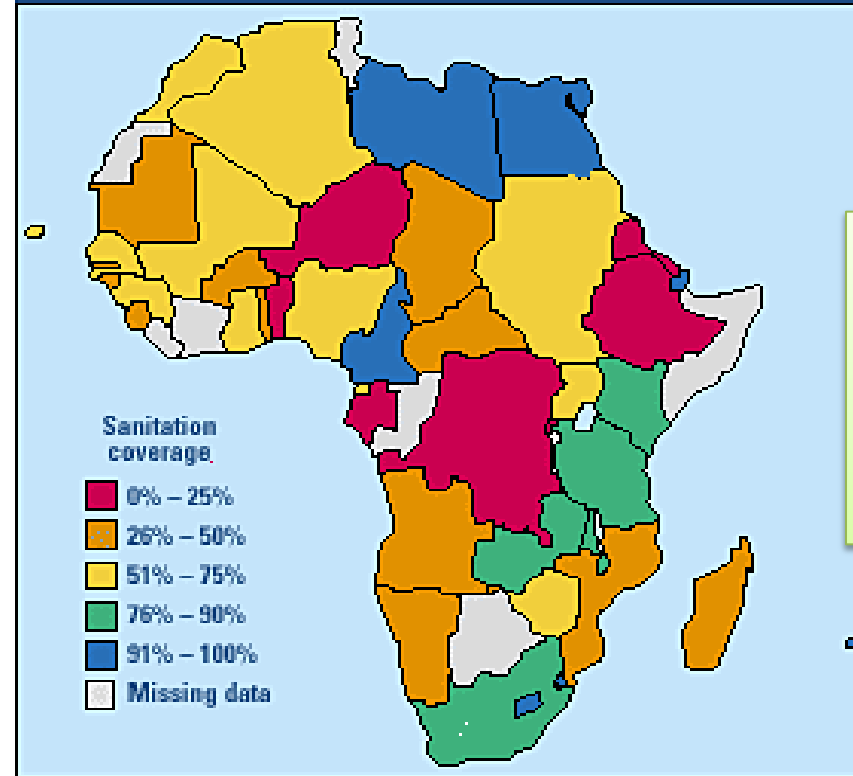 Sanitation
coverage
0% – 25%
26% – 50%
51% – 75%
76% – 90%
91% – 100%
Missing data